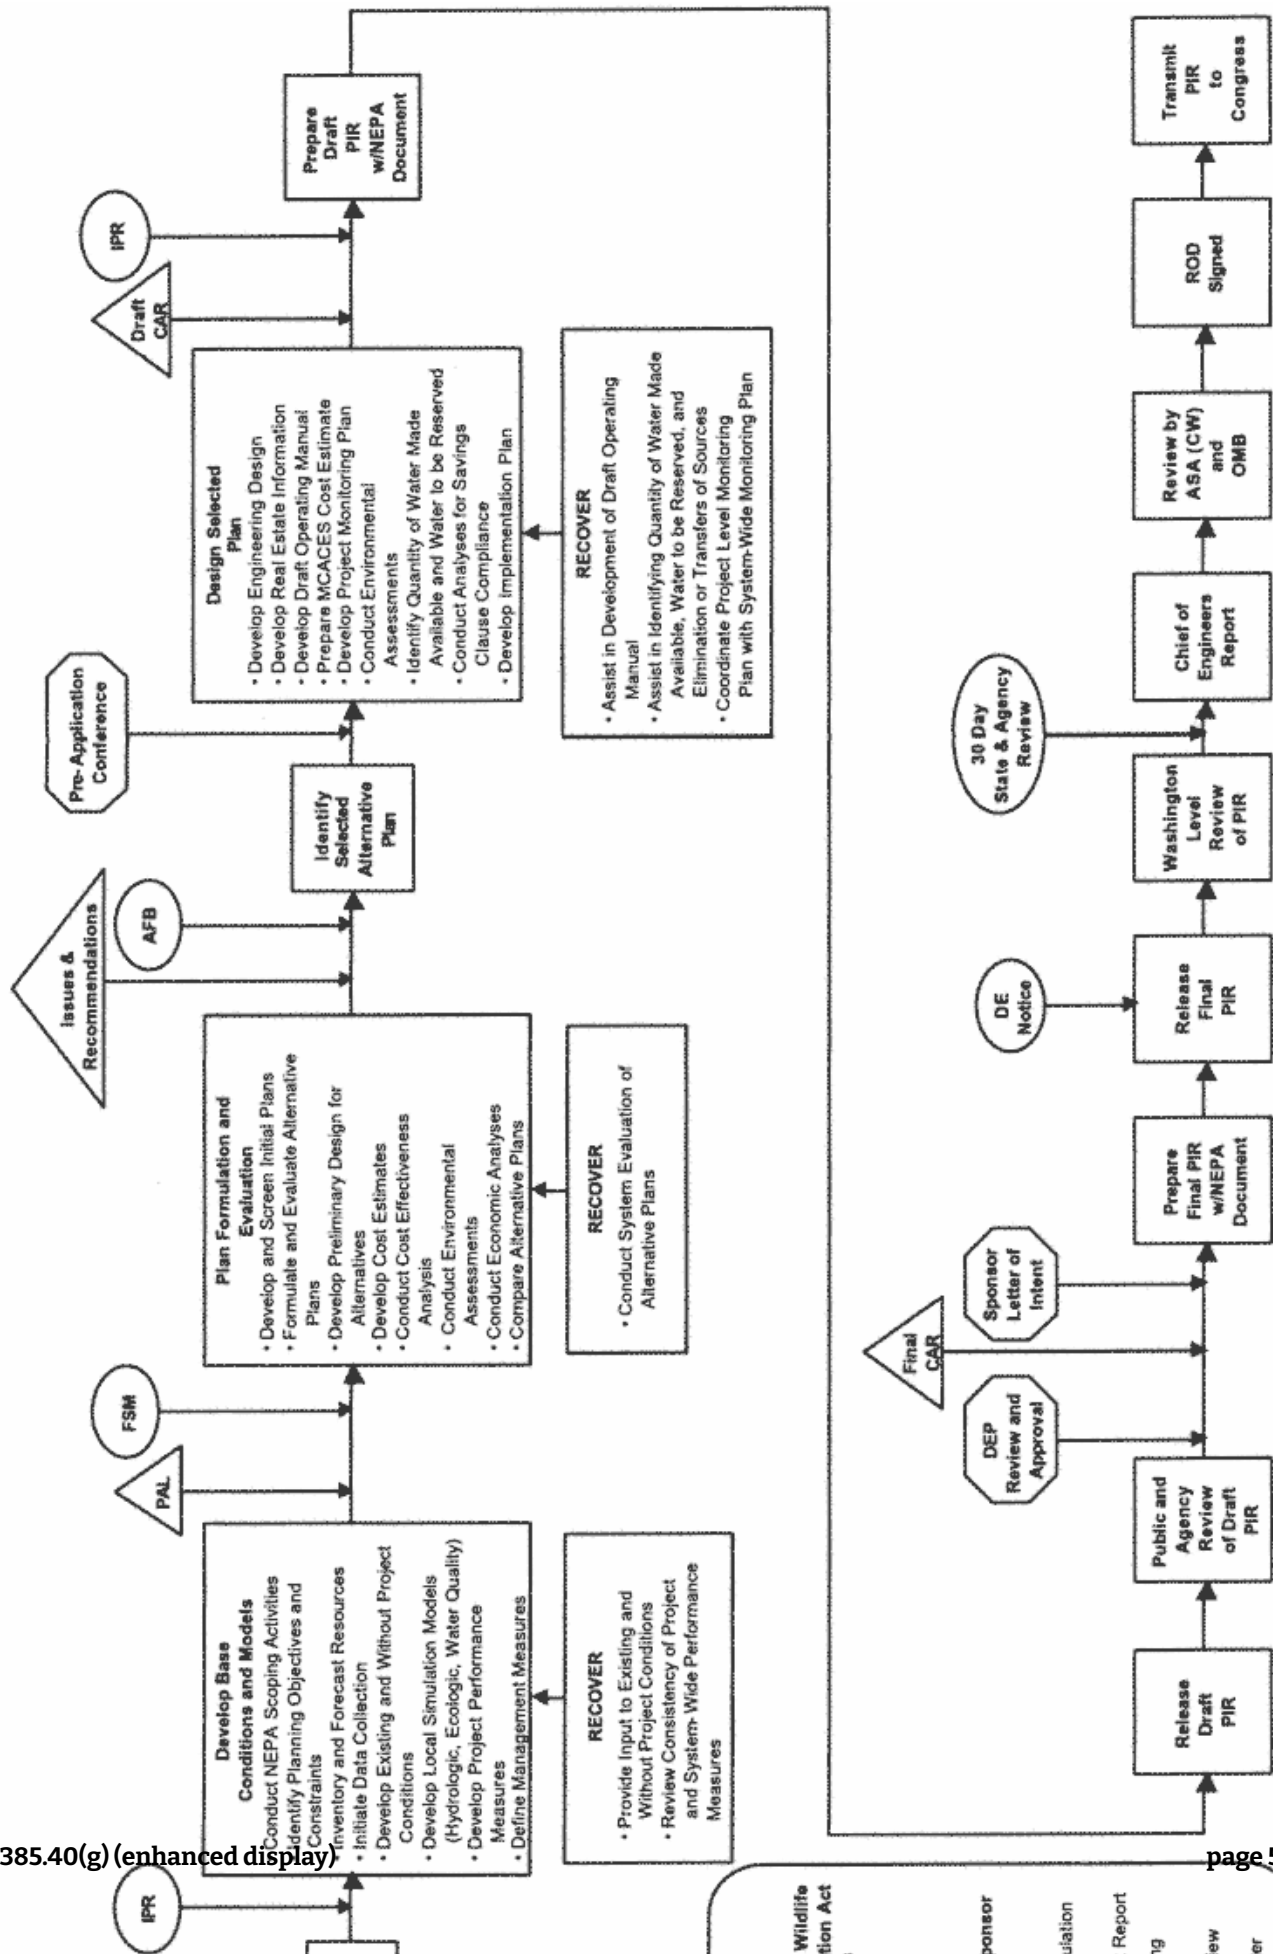 IPR
Develop Base
Conditions and Models
Conduct NEPA Scoping Activities
Identify Planning Objectives and
Constraints
• Inventory and Forecast Resources
• Initiate Data Collection
• Develop Existing and Without Project
Conditions
• Develop Local Simulation Models
(Hydrologic, Ecologic, Water Quality)
• Develop Project Performance
Measures
• Define Management Measures
RECOVER
• Provide Input to Existing and
Without Project Conditions
• Review Consistency of Project
and System-Wide Performance
Measures
PAL
FSM
Plan Formulation and
Evaluation
• Develop and Screen Initial Plans
• Formulate and Evaluate Alternative
Plans
• Develop Preliminary Design for
Alternatives
• Develop Cost Estimates
• Conduct Cost Effectiveness
Analysis
• Conduct Environmental
Assessments
• Conduct Economic Analyses
• Compare Alternative Plans
RECOVER
• Conduct System Evaluation of
Alternative Plans
Issues &
Recommendations
AFB
Identify
Selected
Alternative
Plan
Pre-Application
Conference
Design Selected
Plan
• Develop Engineering Design
• Develop Real Estate Information
• Develop Draft Operating Manual
• Prepare MCACES Cost Estimate
• Develop Project Monitoring Plan
• Conduct Environmental
Assessments
• Identify Quantity of Water Made
Available and Water to be Reserved
• Conduct Analyses for Savings
Clause Compliance
• Develop Implementation Plan
RECOVER
• Assist in Development of Draft Operating
Manual
• Assist in Identifying Quantity of Water Made
Available, Water to be Reserved, and
Elimination or Transfers of Sources
• Coordinate Project Level Monitoring
Plan with System-Wide Monitoring Plan
Draft
CAR
IPR
Prepare
Draft
PIR
w/NEPA
Document
Release
Draft
PIR
Public and
Agency
Review
of Draft
PIR
DEP
Review and
Approval
Final
CAR
Sponsor
Letter of
Intent
Prepare
Final PIR
w/NEPA
Document
DE
Notice
Release
Final
PIR
Washington
Level
Review
of PIR
30 Day
State & Agency
Review
Chief of
Engineers
Report
Review by
ASA (CW)
and
OMB
ROD
Signed
Transmit
PIR
to
Congress
Wildlife
tion Act
ponsor
ulation
Report
ng
iew
er
385.40(g) (enhanced display)
page 5